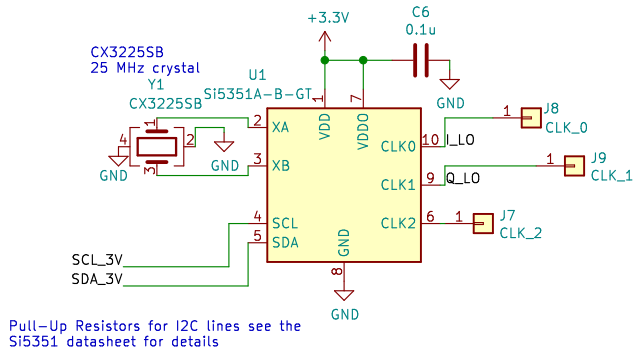 C6
+3.3V
0.1u
CX3225SB
25 MHz crystal
U1
Y1
Si5351A-B-GT
CX3225SB
GND
1
7
J8
1
1
VDD
VDDO
CLK_0
2
XA
4
2
10
I_LO
CLK0
J9
GND
1
3
XB
GND
3
CLK_1
CLK1
9
Q_LO
4
SCL
CLK2
6
1
J7
5
SDA
GND
CLK_2
SCL_3V
8
SDA_3V
GND
Pull-Up Resistors for I2C lines see the
Si5351 datasheet for details